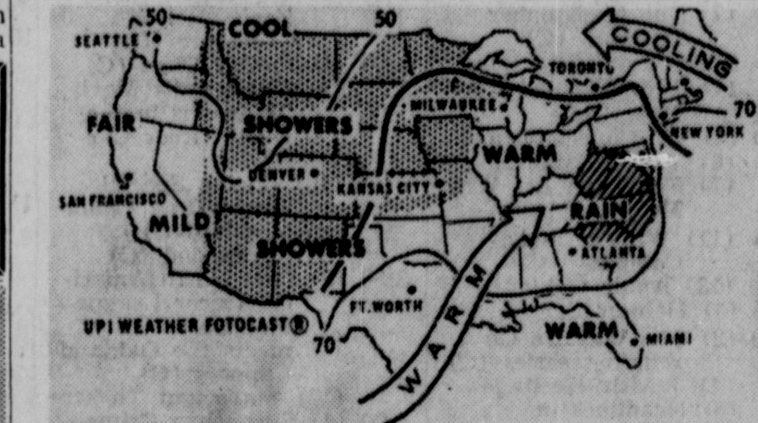 50
COOL
50
COOLING
SEATTLE
TORONTO
FAIR
SHOWERS
MILWAUKEE
70
NEW YORK
WARM
DENVER
KANSAS CITY
SAN FRANCISCO
MILD
RAIN
SHOWERS
ATLANTA
FT. WORTH
WARM
UPI WEATHER FOTOCAST®
70
WARM
MIAMI